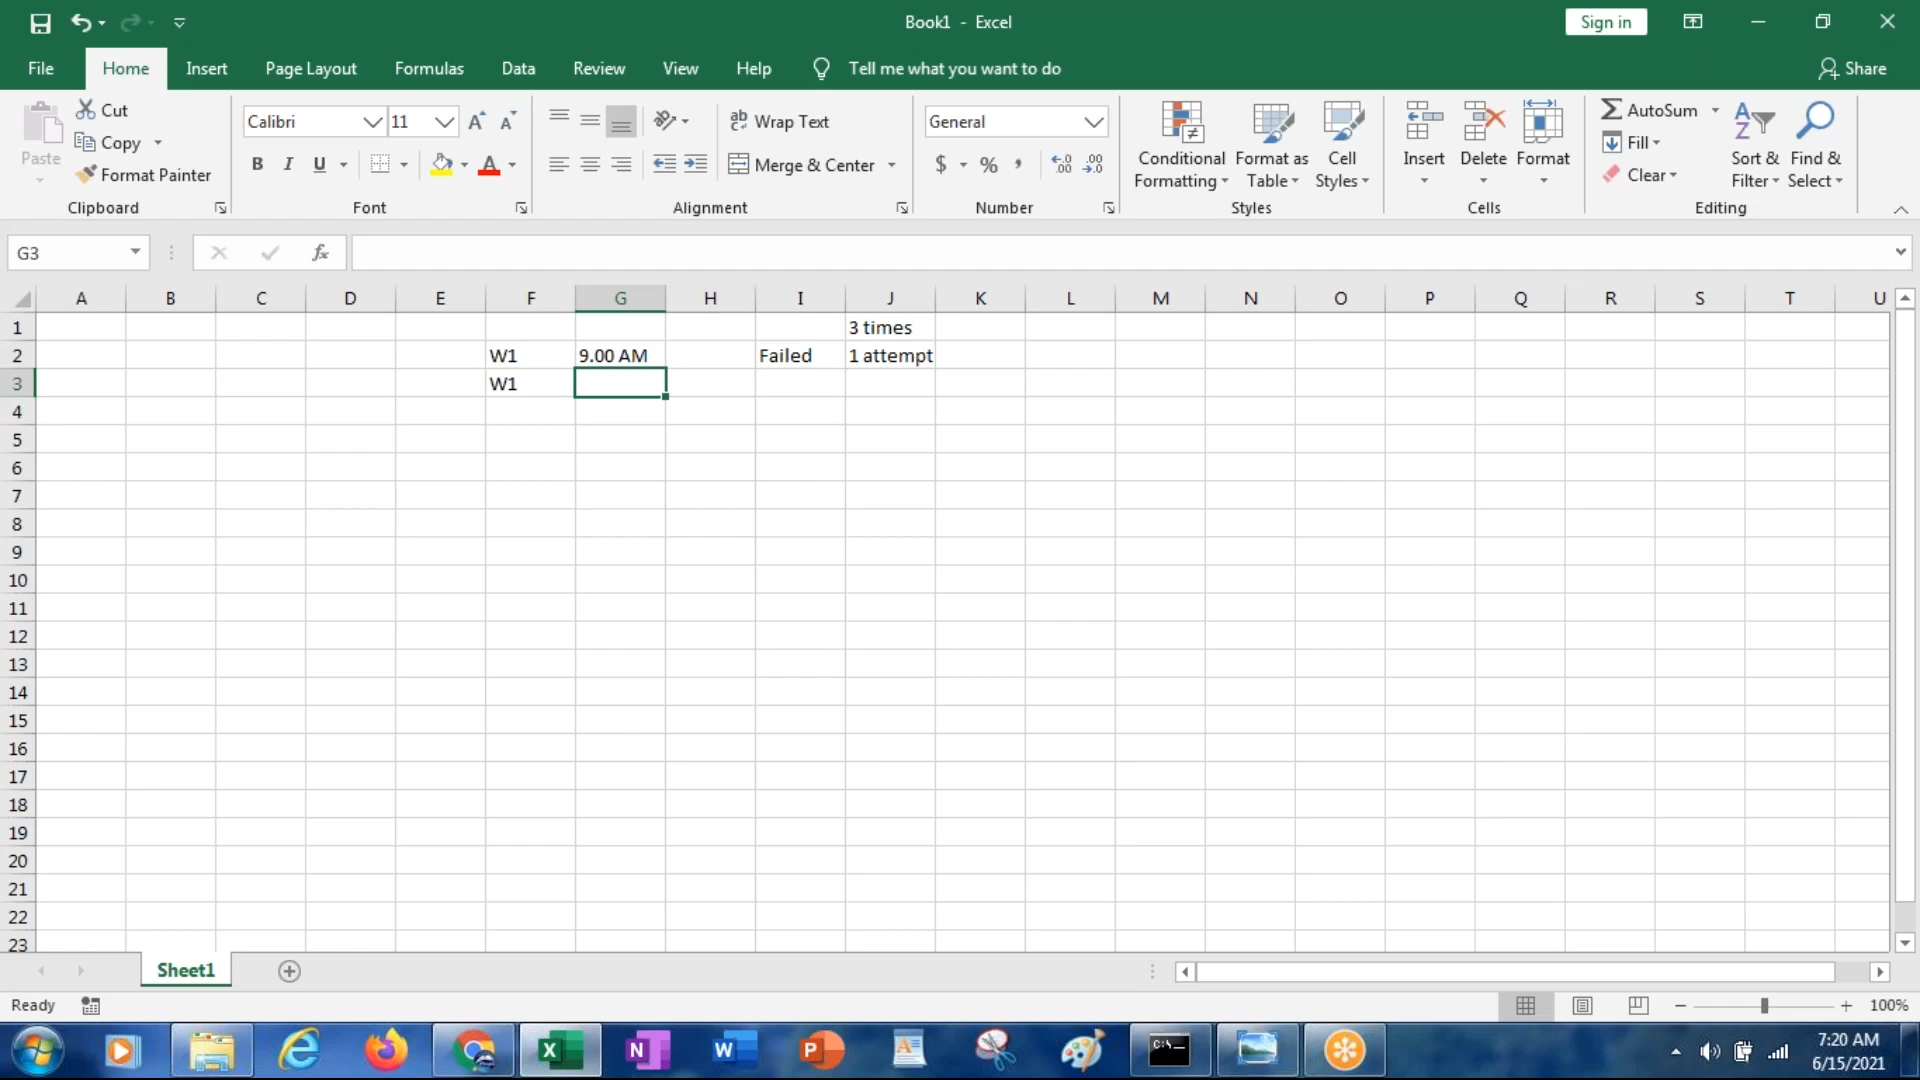 Book1 - Excel
Sign in
File Home Insert Page Layout Formulas Data Review View Help Tell me what you want to do Share
Paste
Cut
Copy
Format Painter
Clipboard
Calibri 11 A A
B I U A
Font
ab Wrap Text
Merge & Center
Alignment
General
$ % ,
Number
Conditional Formatting
Format as Table
Cell Styles
Styles
Insert
Delete
Format
Cells
AutoSum
Fill
Clear
Sort & Filter
Find & Select
Editing
G3 fx
A B C D E F G H I J K L M N O P Q R S T U
1 3 times
2 W1 9.00 AM Failed 1 attempt
3 W1
4
5
6
7
8
9
10
11
12
13
14
15
16
17
18
19
20
21
22
23
Sheet1
Ready
100%
7:20 AM
6/15/2021